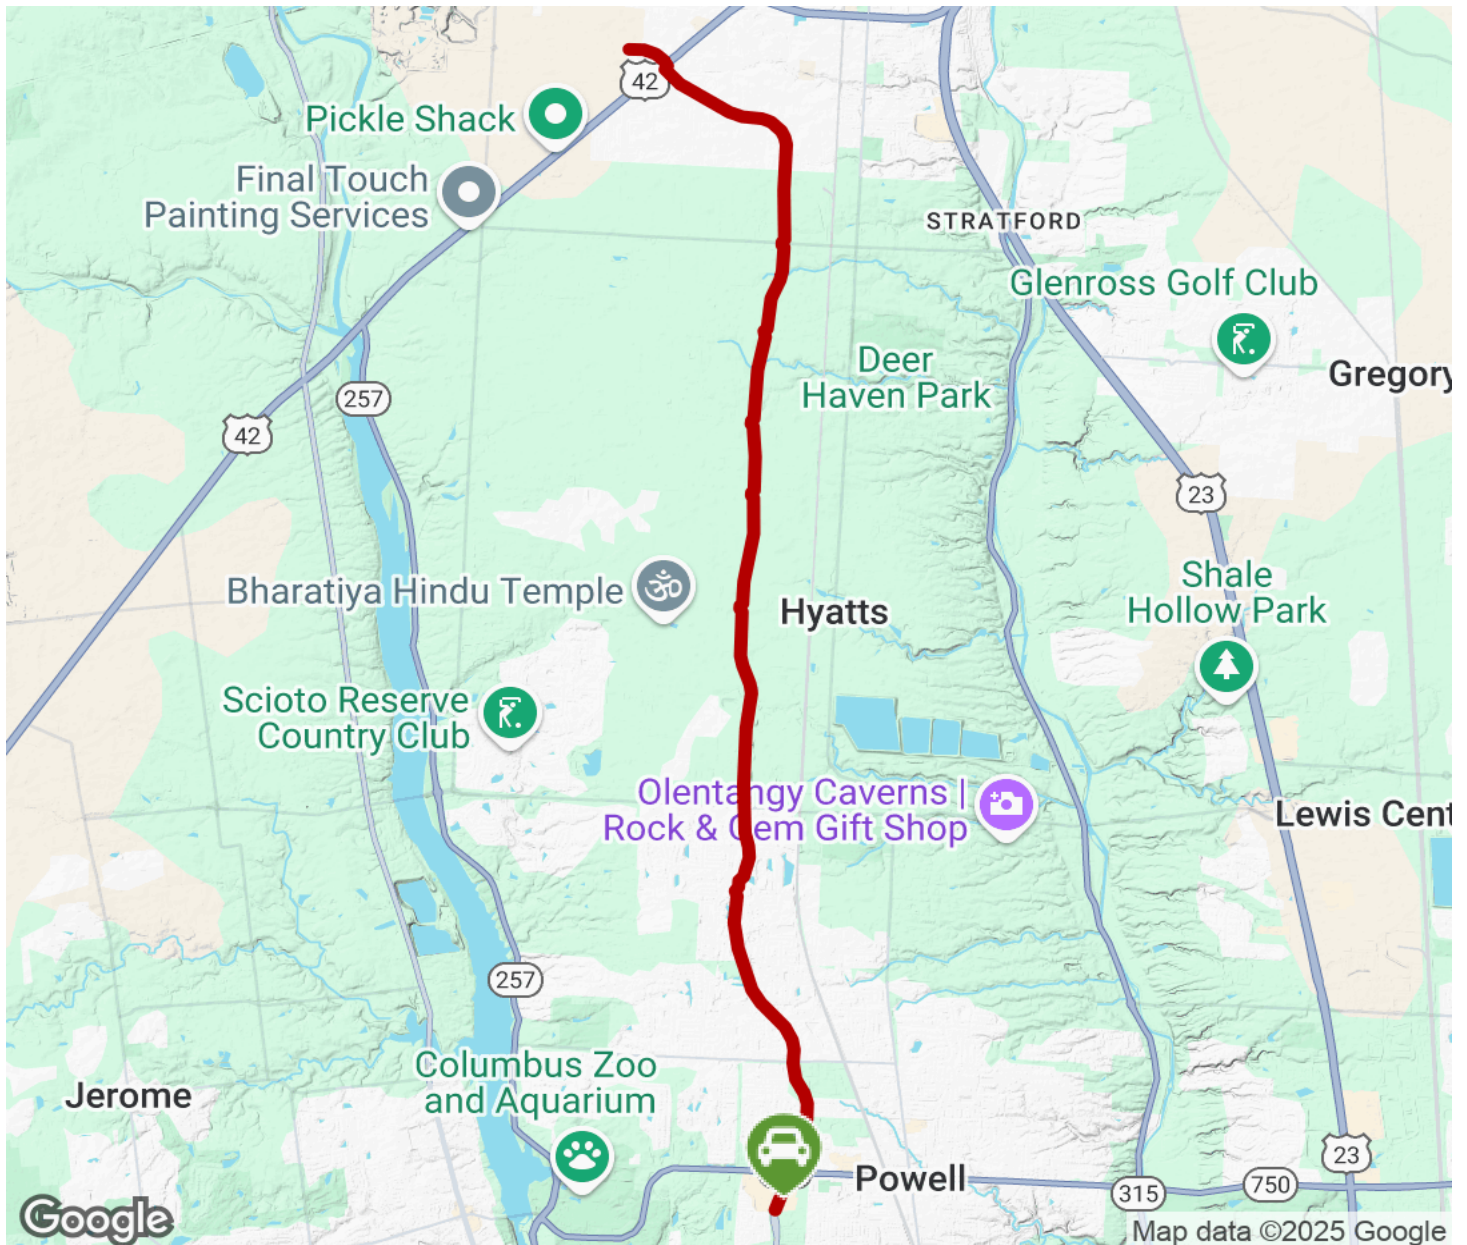 42
Pickle Shack
Final Touch
Painting Services
STRATFORD
Glenross Golf Club
Deer
Haven Park
Gregory
257
42
23
Shale
Hollow Park
Bharatiya Hindu Temple
ॐ
Hyatts
Scioto Reserve
Country Club
Olentangy Caverns |
Rock & Gem Gift Shop
Lewis Cent
257
Columbus Zoo
and Aquarium
Jerome
Powell
23
315
750
Google
Map data ©2025 Google